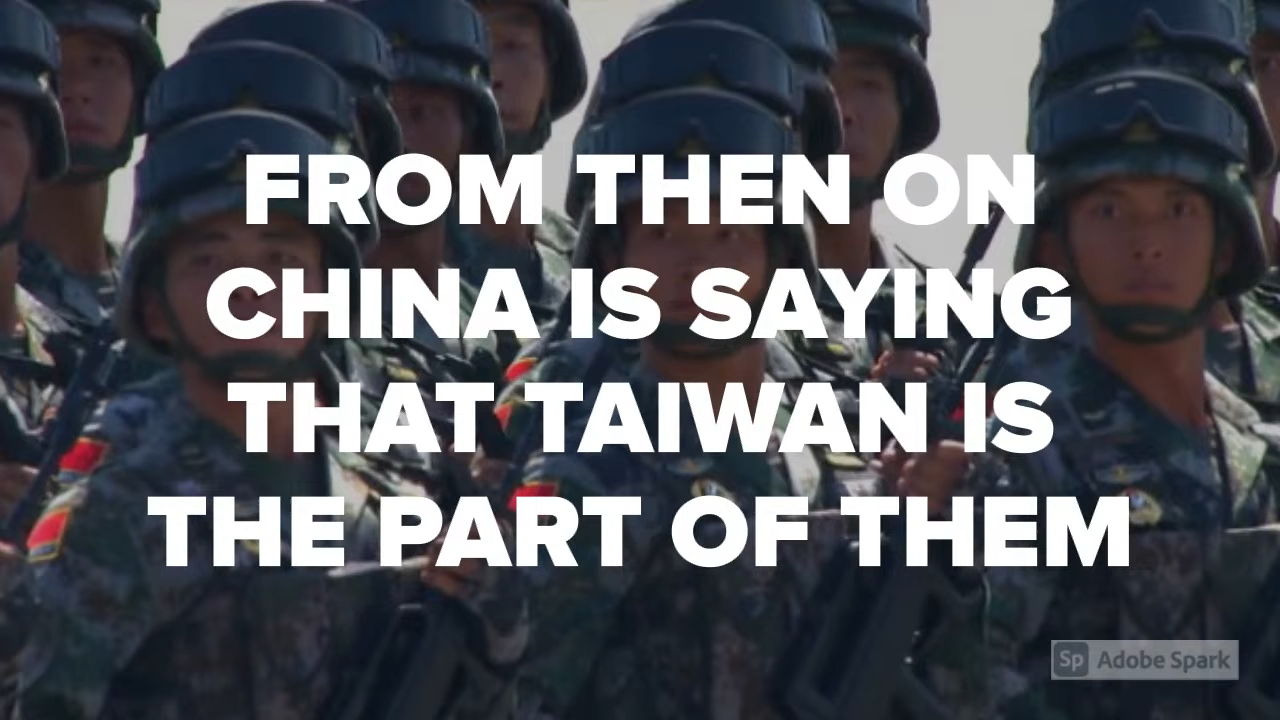 FROM THEN ON
CHINA IS SAYING
THAT TAIWAN IS
THE PART OF THEM
Sp Adobe Spark